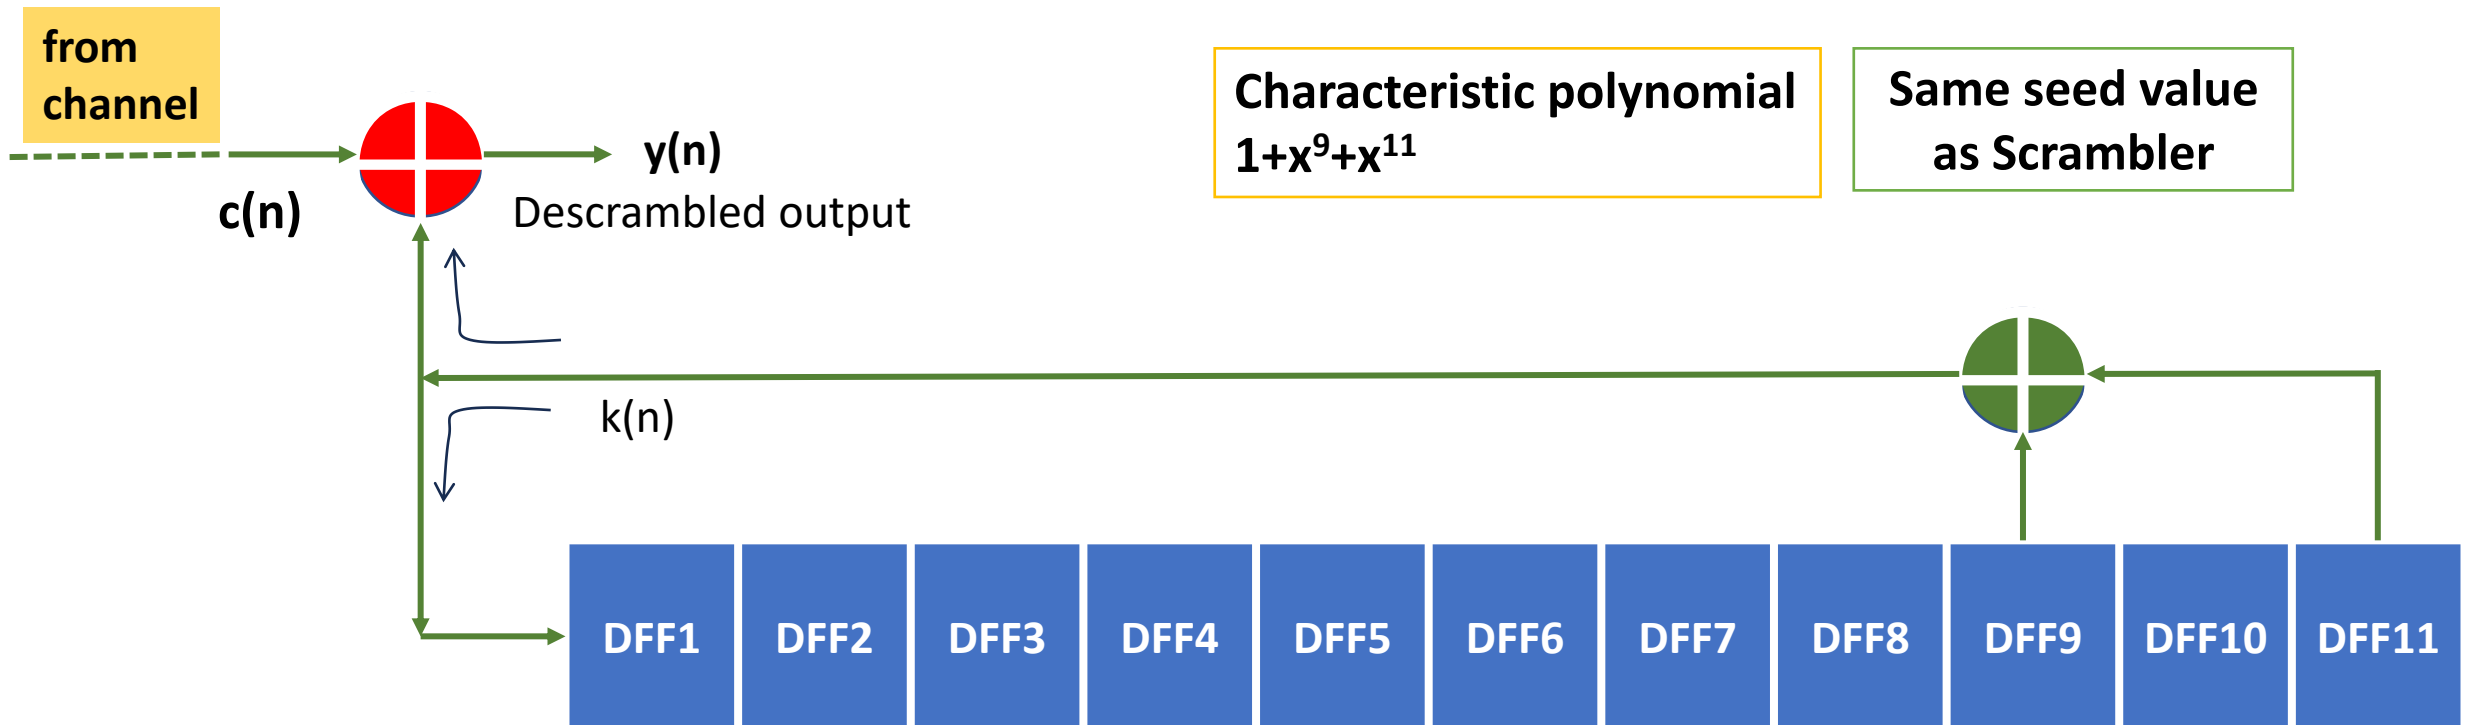 from
channel
c(n)
y(n)
Descrambled output
Characteristic polynomial
1+x⁹+x¹¹
Same seed value
as Scrambler
k(n)
DFF1 DFF2 DFF3 DFF4 DFF5 DFF6 DFF7 DFF8 DFF9 DFF10 DFF11